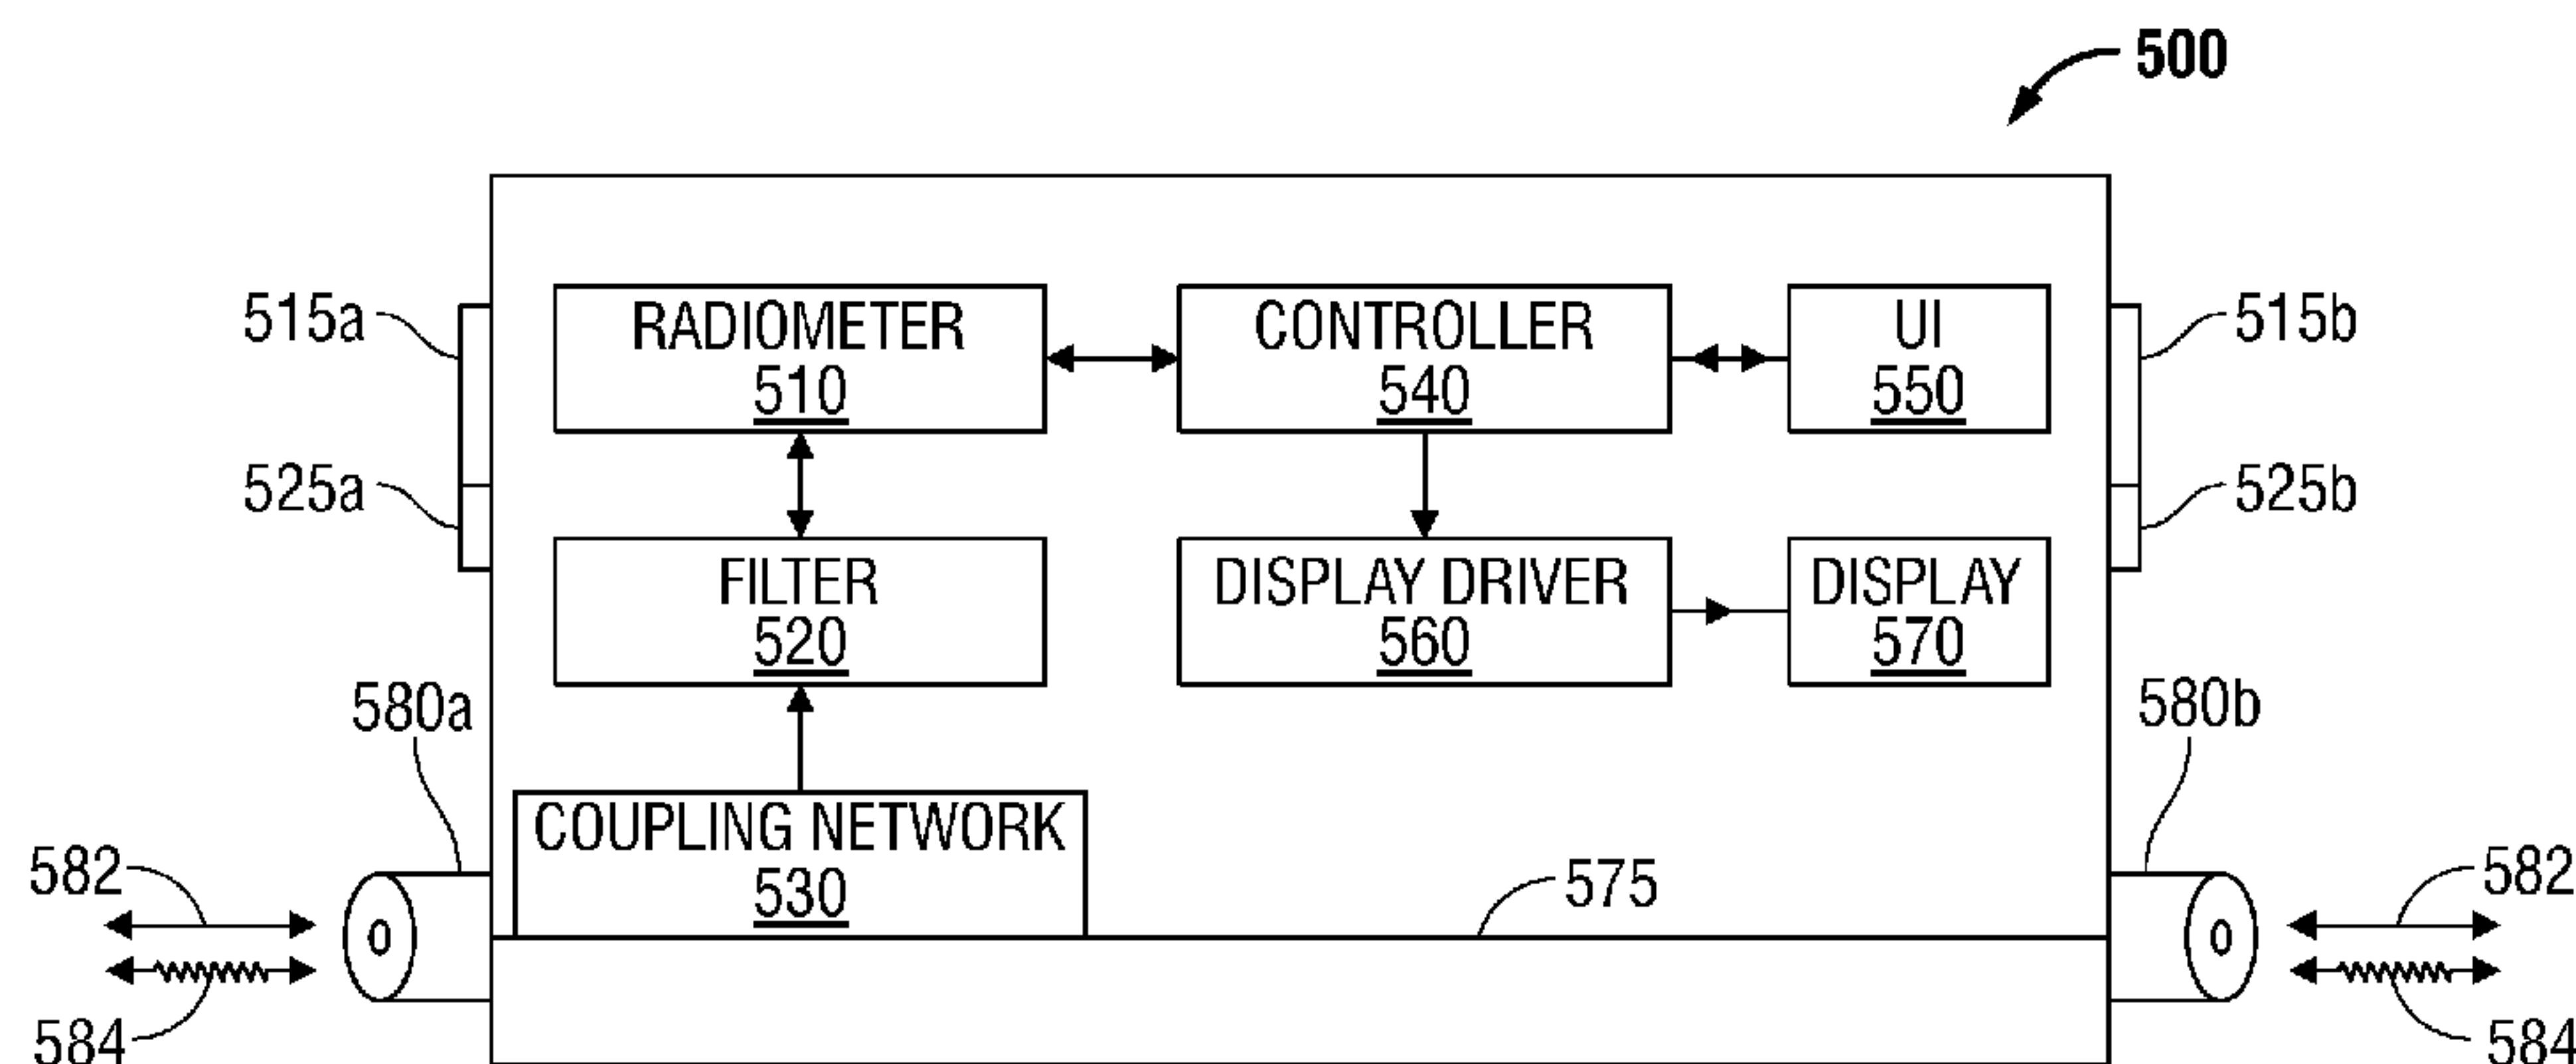 500
515a
RADIOMETER
510
CONTROLLER
540
UI
550
515b
525a
525b
FILTER
520
DISPLAY DRIVER
560
DISPLAY
570
580a
580b
COUPLING NETWORK
530
575
582
582
584
584